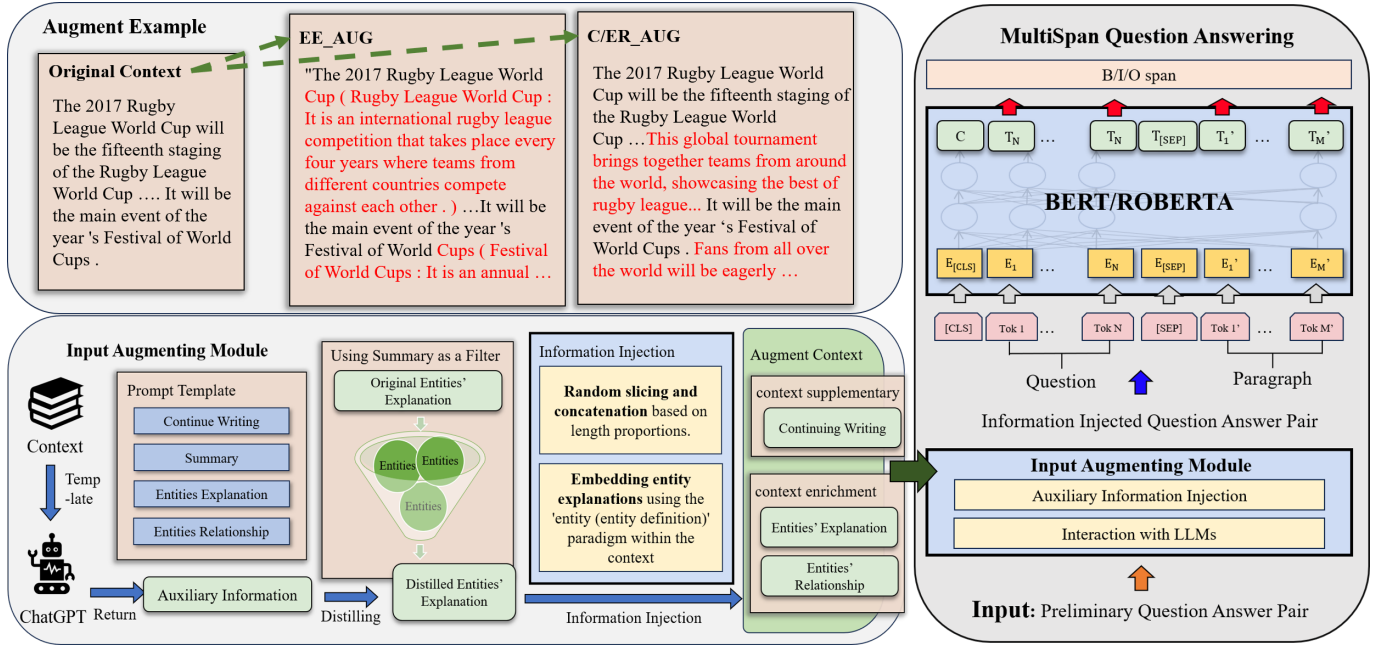 Augment Example
Original Context
The 2017 Rugby
League World Cup will
be the fifteenth staging
of the Rugby League
World Cup …. It will be
the main event of the
year 's Festival of World
Cups .
EE_AUG
"The 2017 Rugby League World
Cup ( Rugby League World Cup :
It is an international rugby league
competition that takes place every
four years where teams from
different countries compete
against each other . ) …It will be
the main event of the year 's
Festival of World Cups ( Festival
of World Cups : It is an annual …
C/ER_AUG
The 2017 Rugby League World
Cup will be the fifteenth staging of
the Rugby League World
Cup …This global tournament
brings together teams from around
the world, showcasing the best of
rugby league... It will be the main
event of the year ‘s Festival of
World Cups . Fans from all over
the world will be eagerly …
Input Augmenting Module
Context
Temp
-late
ChatGPT
Return
Prompt Template
Continue Writing
Summary
Entities Explanation
Entities Relationship
Auxiliary Information
Distilling
Using Summary as a Filter
Original Entities’
Explanation
Entities
Entities
Entities
Distilled Entities’
Explanation
Information Injection
Information Injection
Random slicing and
concatenation based on
length proportions.
Embedding entity
explanations using the
'entity (entity definition)'
paradigm within the
context
Augment Context
context supplementary
Continuing Writing
context enrichment
Entities’ Explanation
Entities’
Relationship
MultiSpan Question Answering
B/I/O span
C T_N … T_N T_[SEP] T_1’ … T_M’
BERT/ROBERTA
E_[CLS] E_1 … E_N E_[SEP] E_1’ … E_M’
[CLS] Tok 1 … Tok N [SEP] Tok 1’ … Tok M’
Question Paragraph
Information Injected Question Answer Pair
Input Augmenting Module
Auxiliary Information Injection
Interaction with LLMs
Input: Preliminary Question Answer Pair